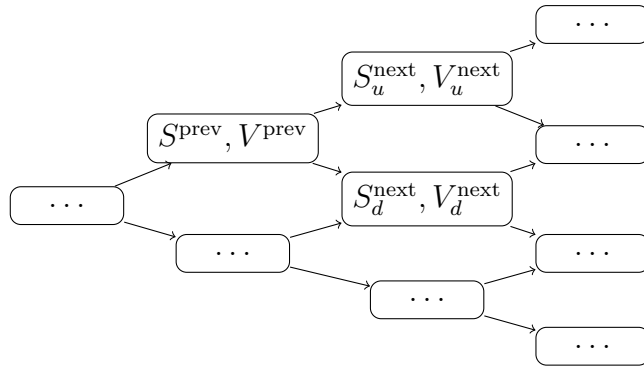 · · ·
S_u^next, V_u^next
S^prev, V^prev
· · ·
S_d^next, V_d^next
· · ·
· · ·
· · ·
· · ·
· · ·